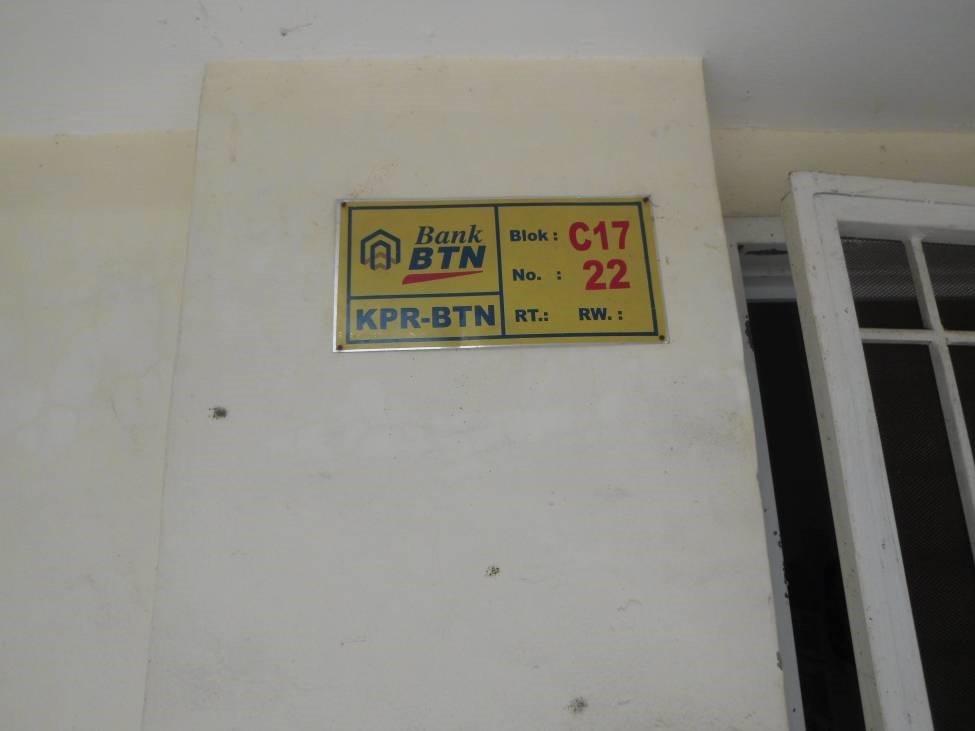 Bank
BTN
KPR-BTN
Blok : C17
No. : 22
RT.: RW. :